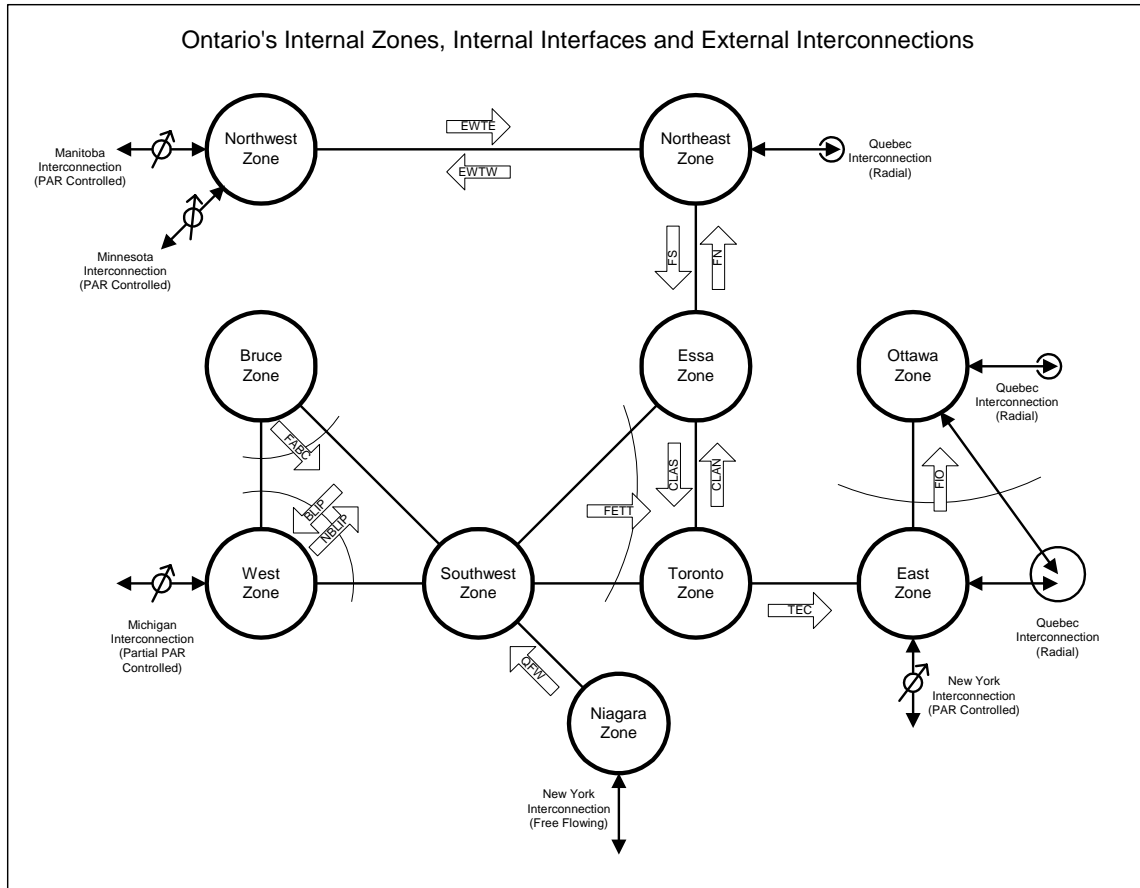 Ontario's Internal Zones, Internal Interfaces and External Interconnections
Northwest
Zone
EWTE
EWTW
Northeast
Zone
Manitoba
Interconnection
(PAR Controlled)
Quebec
Interconnection
(Radial)
Minnesota
Interconnection
(PAR Controlled)
FS
FN
Bruce
Zone
Essa
Zone
Ottawa
Zone
Quebec
Interconnection
(Radial)
FABC
CLAS
CLAN
FIO
BLIP
NBLIP
FETT
West
Zone
Southwest
Zone
Toronto
Zone
East
Zone
TEC
Michigan
Interconnection
(Partial PAR
Controlled)
Quebec
Interconnection
(Radial)
QFW
New York
Interconnection
(PAR Controlled)
Niagara
Zone
New York
Interconnection
(Free Flowing)